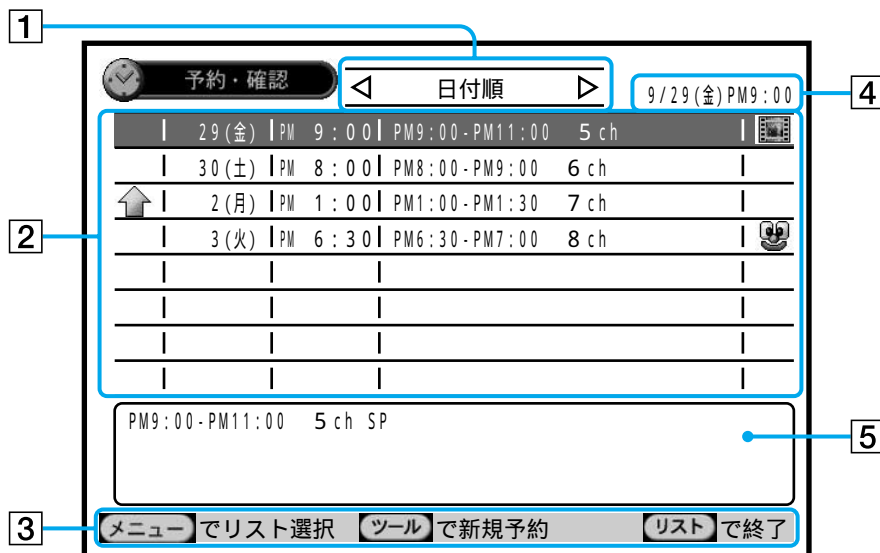 1
予約・確認
日付順
9/29(金)PM9:00
4
29(金) PM 9:00 PM9:00-PM11:00 5ch
30(土) PM 8:00 PM8:00-PM9:00 6ch
2(月) PM 1:00 PM1:00-PM1:30 7ch
2
3(火) PM 6:30 PM6:30-PM7:00 8ch
PM9:00-PM11:00 5ch SP
5
3
メニュー でリスト選択 ツール で新規予約 リスト で終了